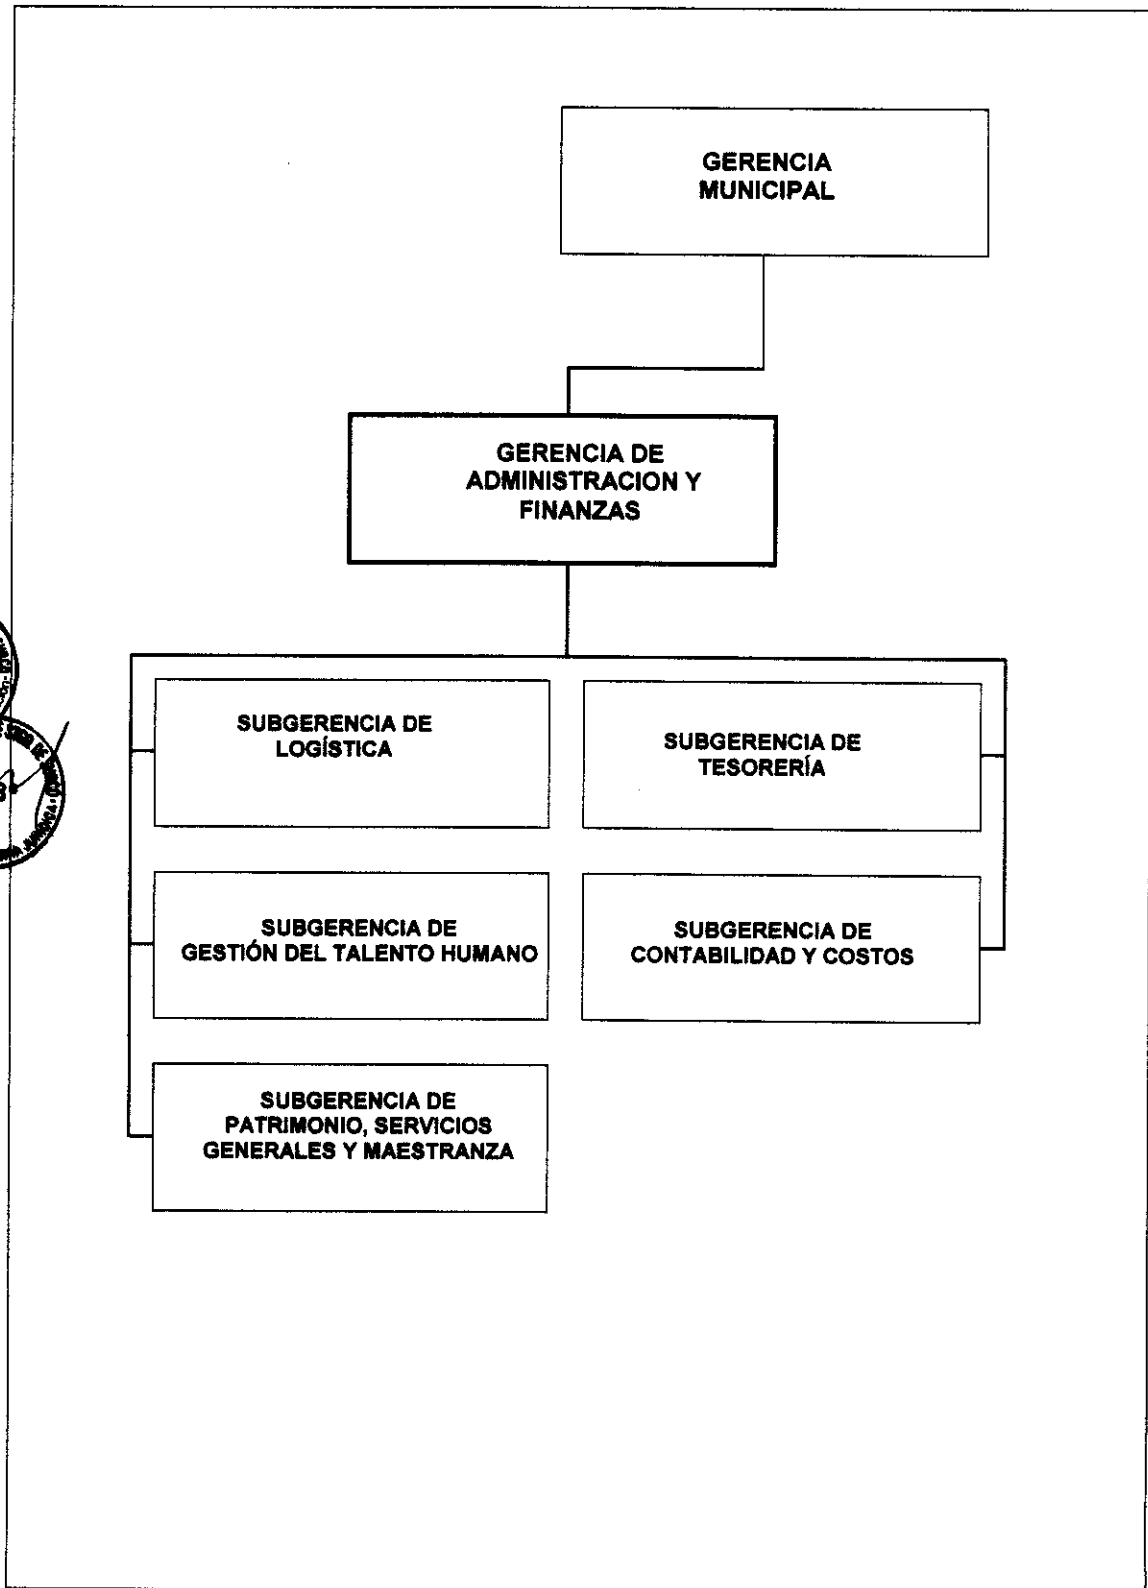 GERENCIA
MUNICIPAL
GERENCIA DE
ADMINISTRACION Y
FINANZAS
SUBGERENCIA DE
LOGÍSTICA
SUBGERENCIA DE
TESORERÍA
SUBGERENCIA DE
GESTIÓN DEL TALENTO HUMANO
SUBGERENCIA DE
CONTABILIDAD Y COSTOS
SUBGERENCIA DE
PATRIMONIO, SERVICIOS
GENERALES Y MAESTRANZA